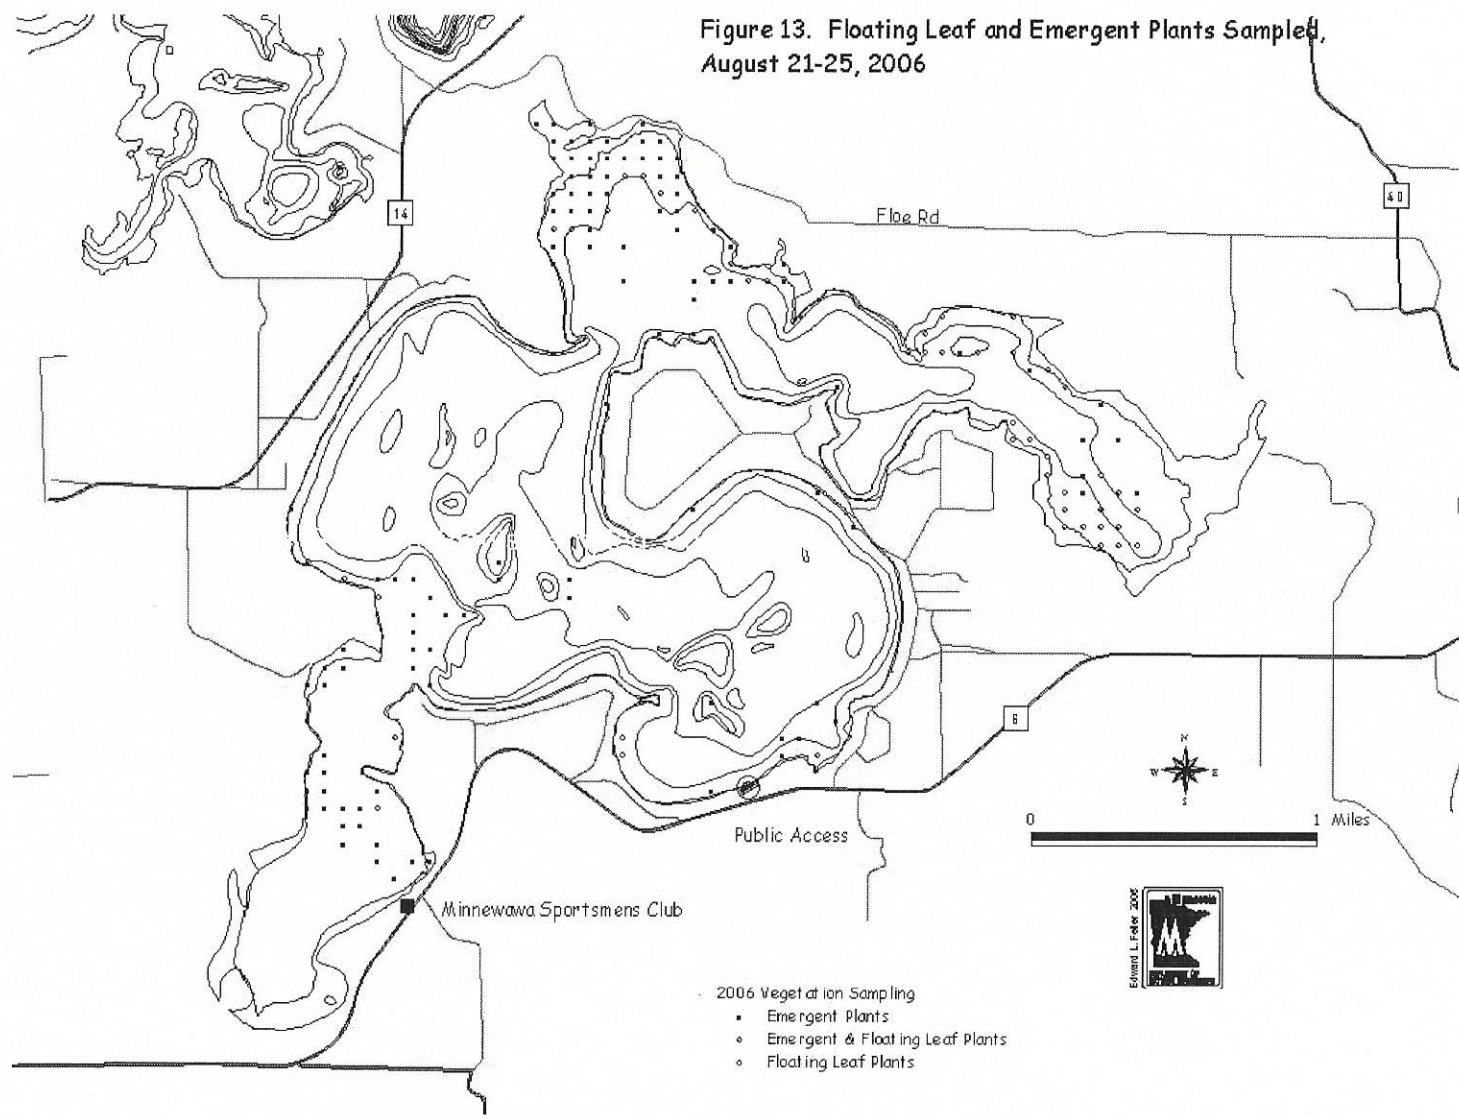 Figure 13. Floating Leaf and Emergent Plants Sampled,
August 21-25, 2006
14
Floe Rd
40
6
N
W E
S
0 1 Miles
Public Access
Minnewawa Sportsmens Club
Minnesota
2006 Vegetation Sampling
Emergent Plants
Emergent & Floating Leaf Plants
Floating Leaf Plants